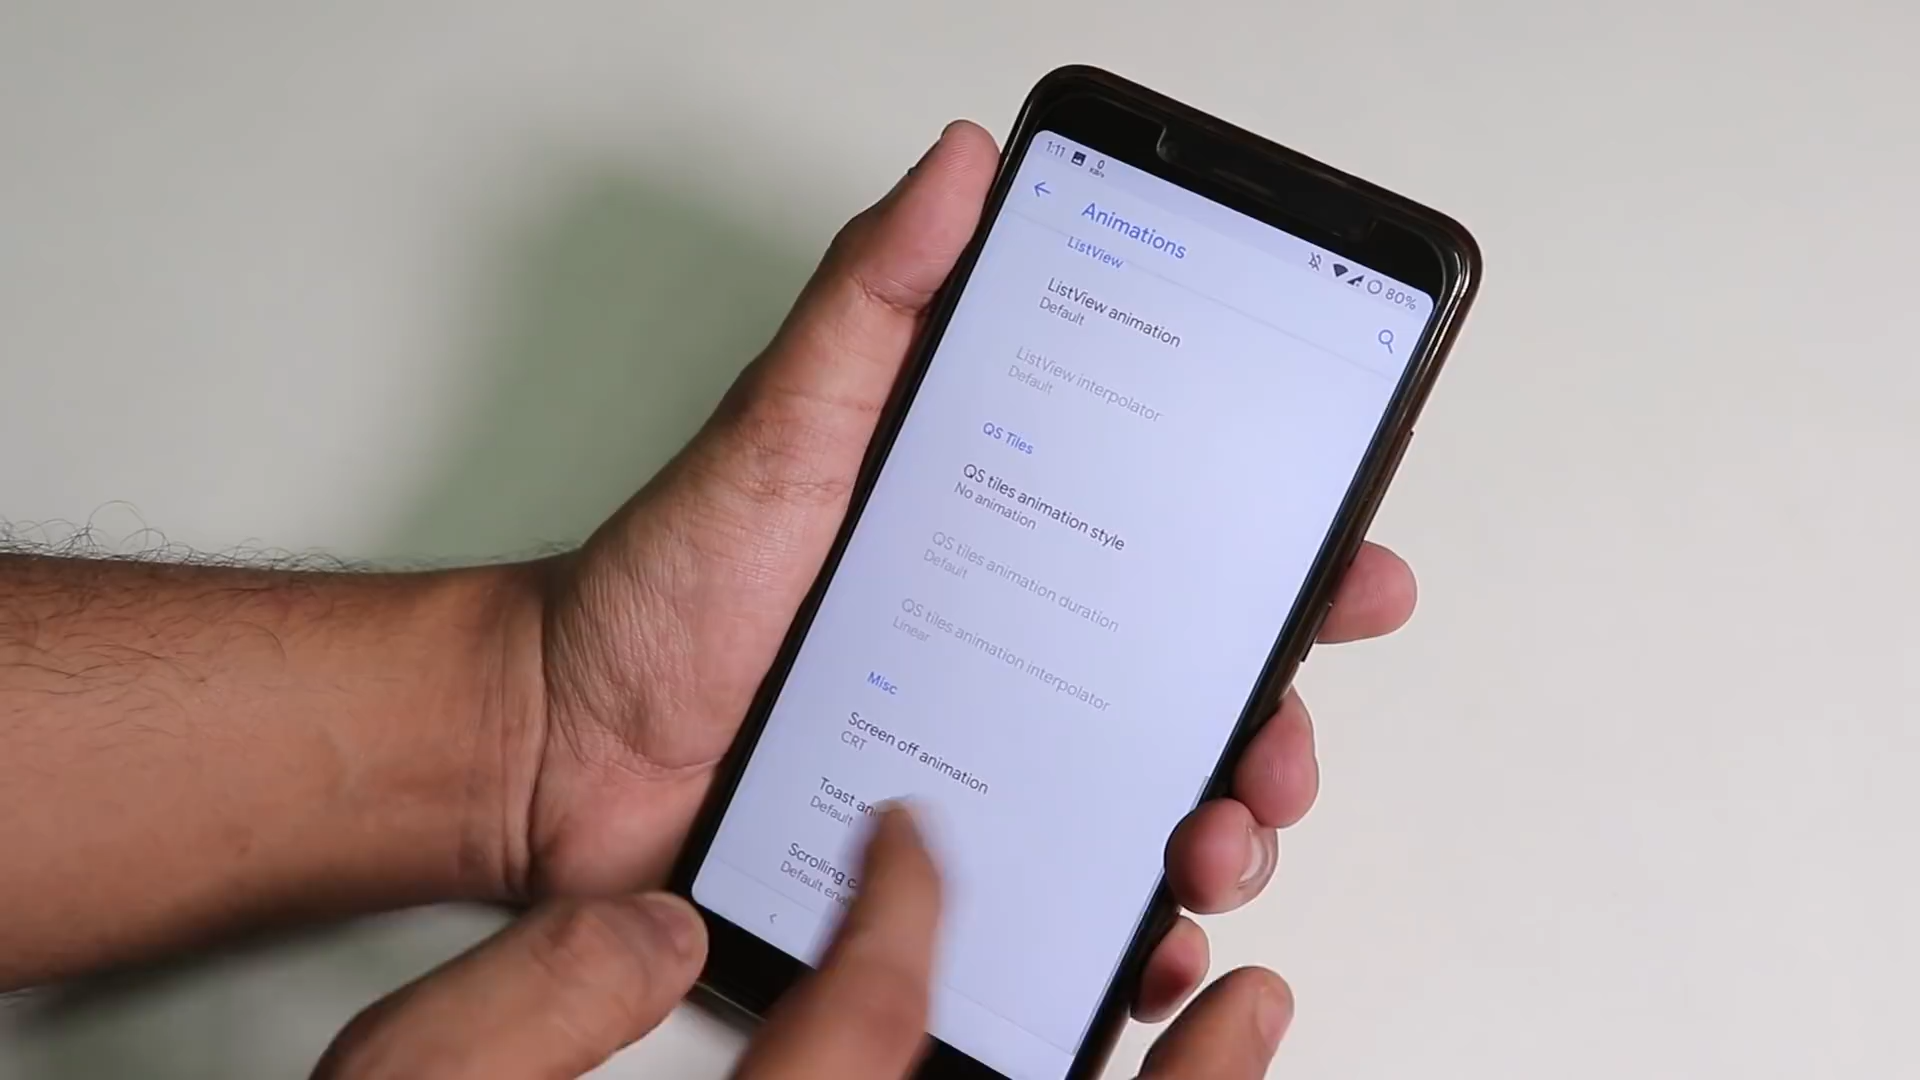 1:11
0
KB/s
80%
Animations
ListView
ListView animation
Default
ListView interpolator
Default
QS Tiles
QS tiles animation style
No animation
QS tiles animation duration
Default
QS tiles animation interpolator
Linear
Misc
Screen off animation
CRT
Toast
Default
Scrolling
Default